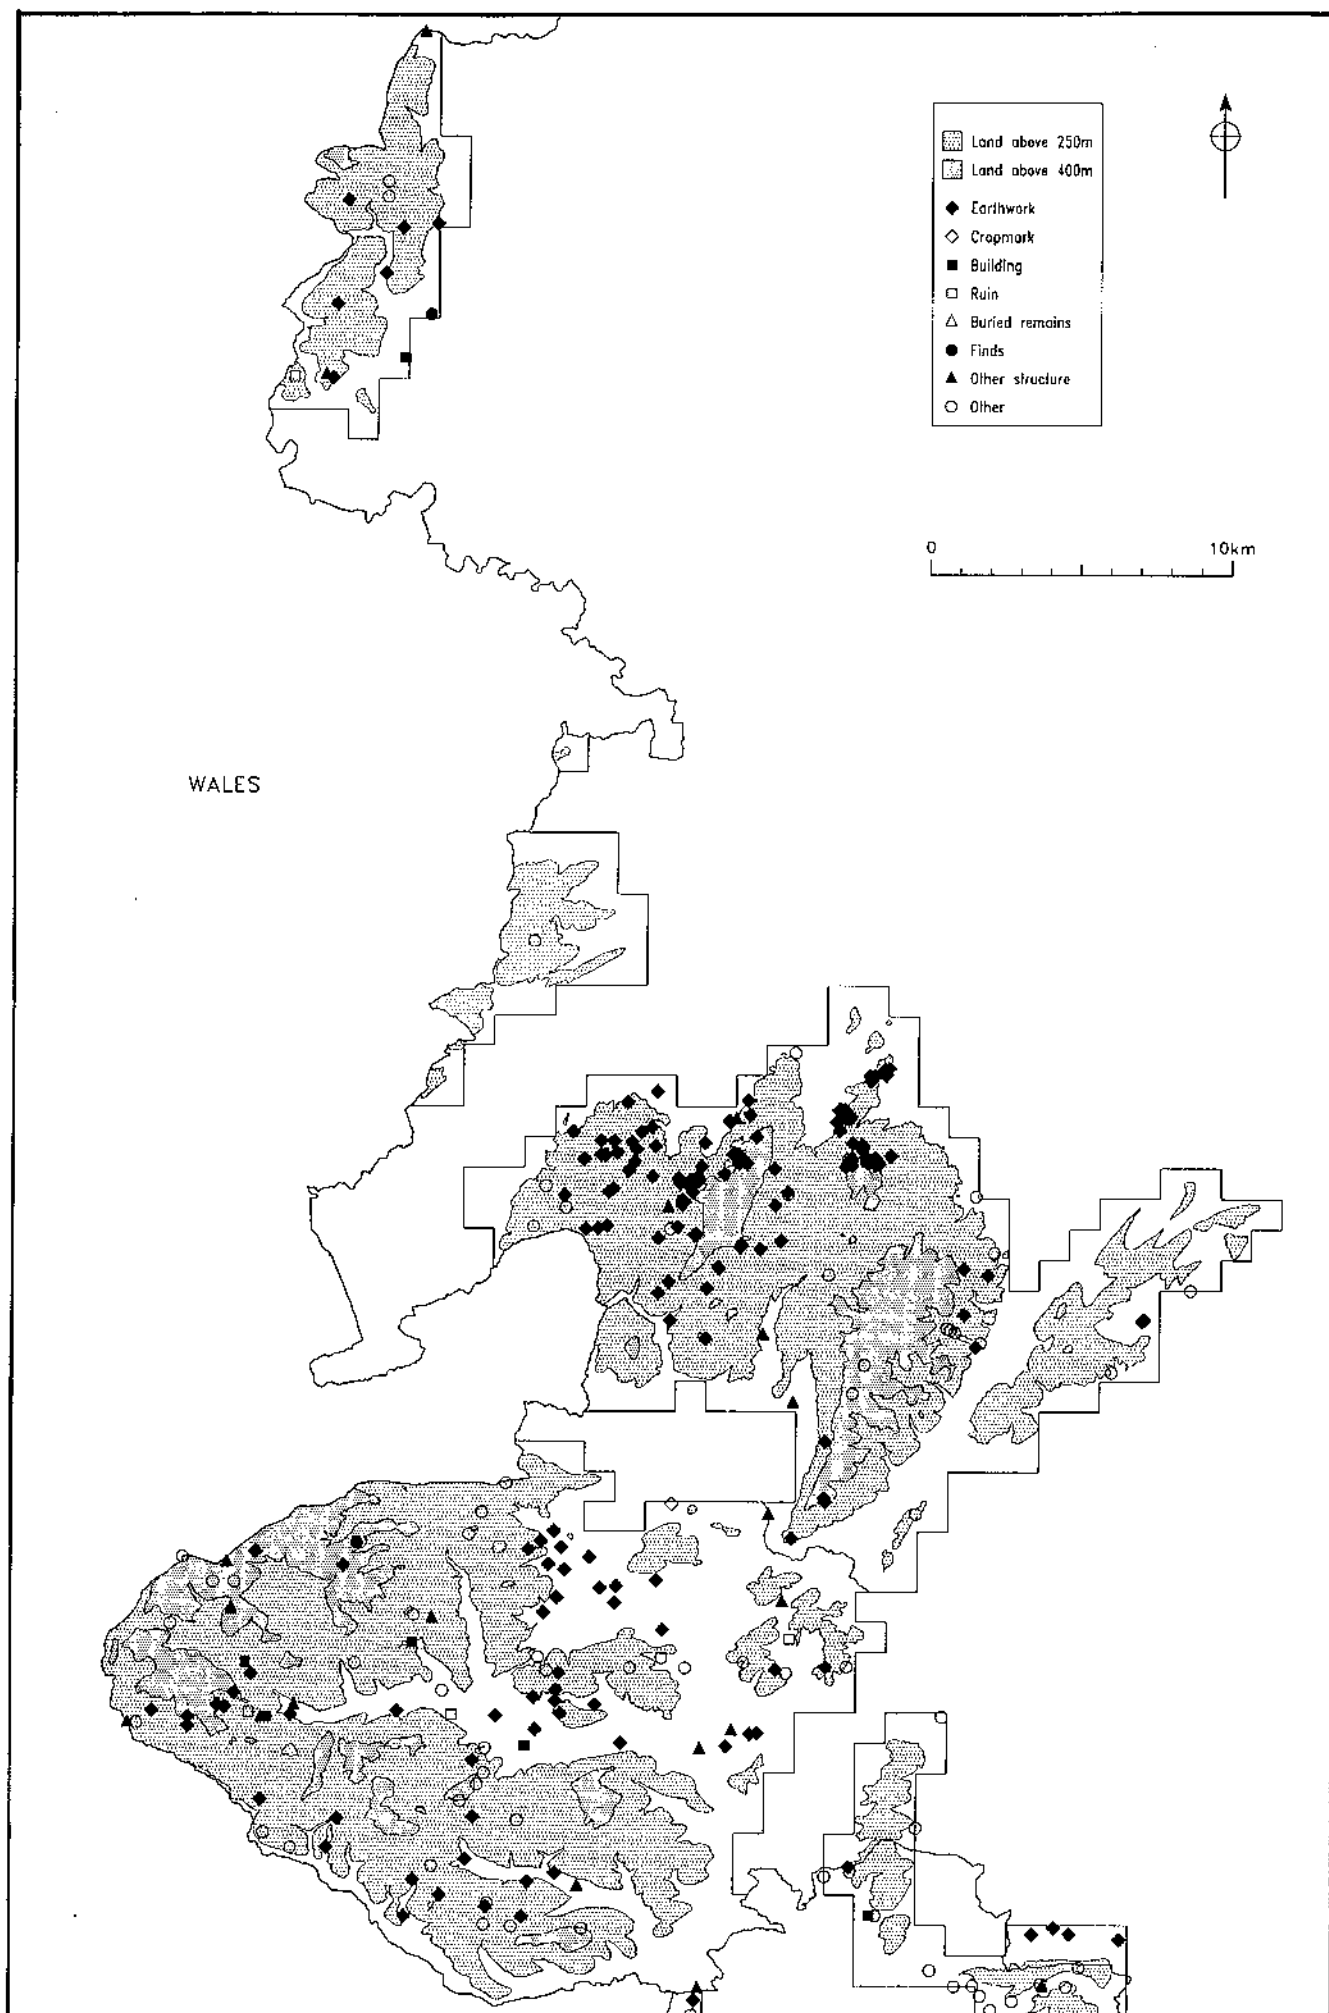 Land above 250m
Land above 400m
Earthwork
Cropmark
Building
Ruin
Buried remains
Finds
Other structure
Other
0 10km
WALES